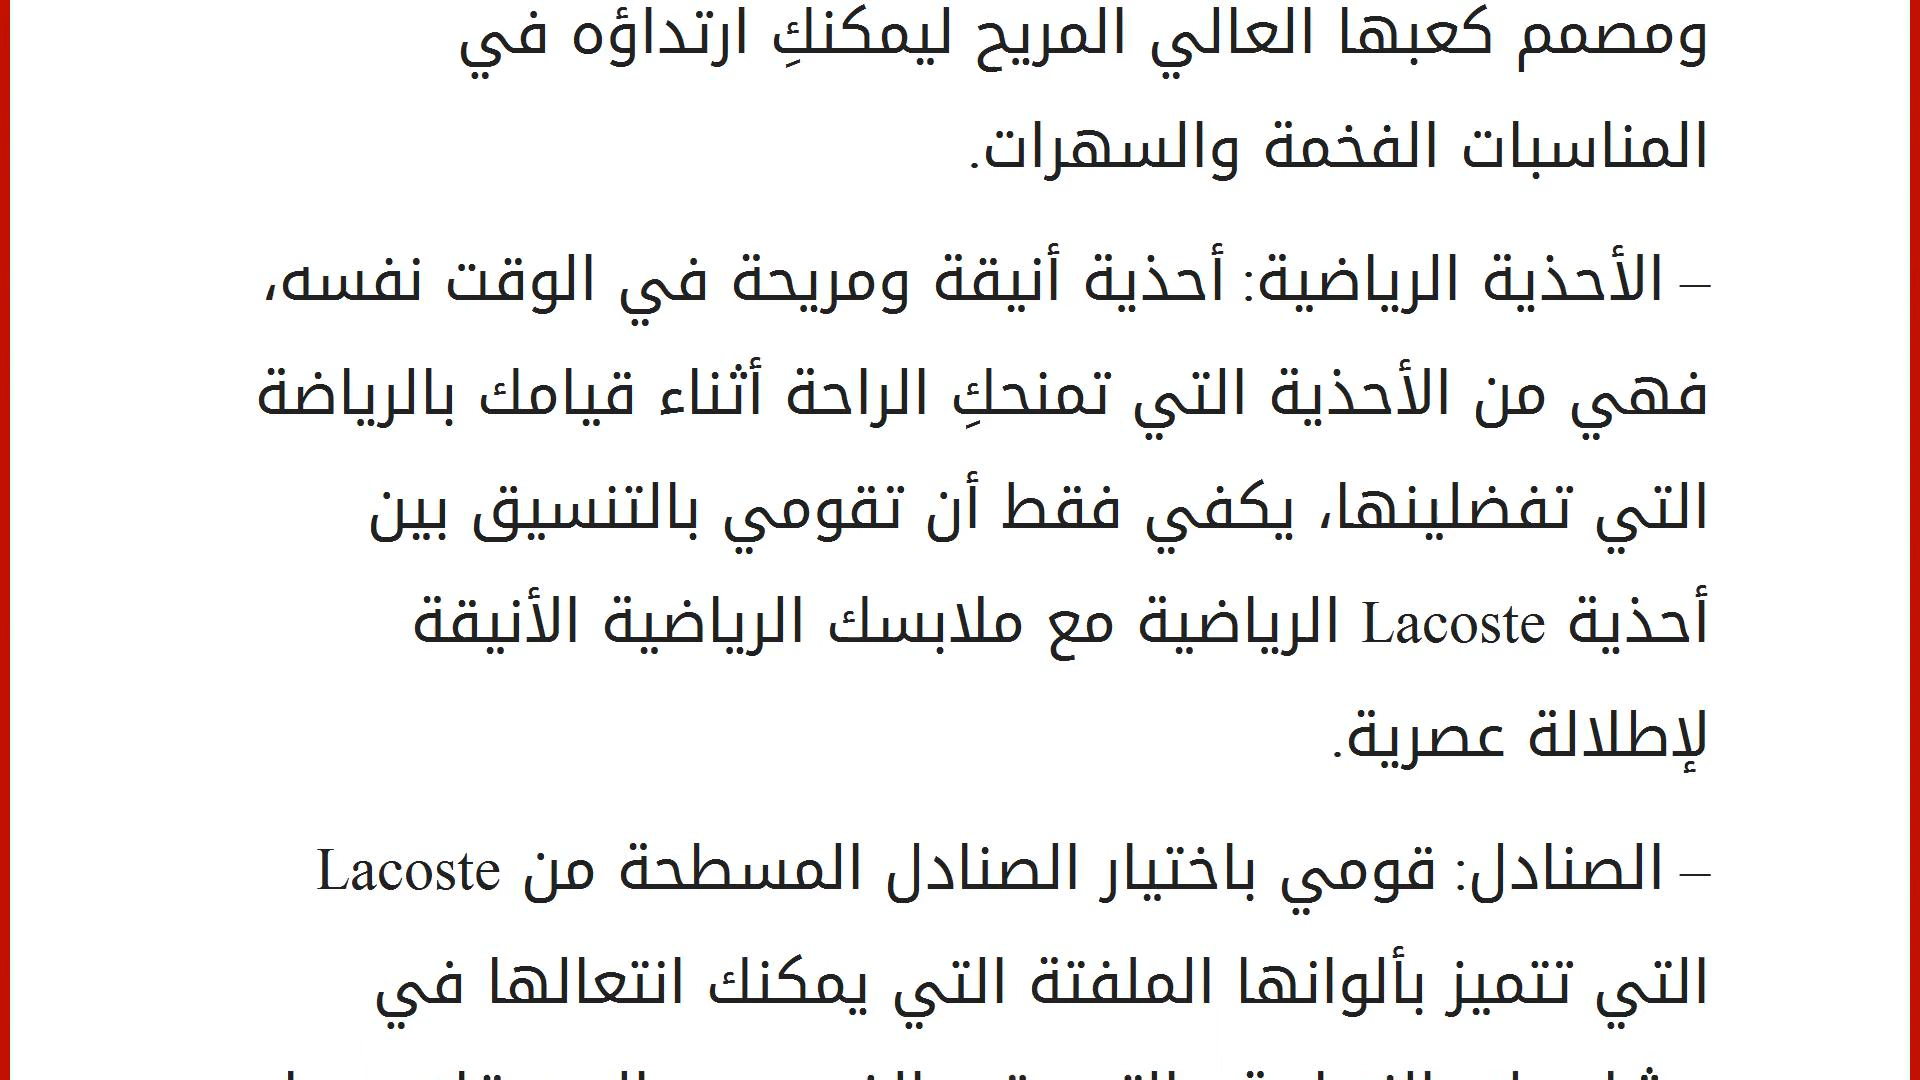 ومصمم كعبها العالي المريح ليمكنكِ ارتداؤه في
المناسبات الفخمة والسهرات.
– الأحذية الرياضية: أحذية أنيقة ومريحة في الوقت نفسه،
فهي من الأحذية التي تمنحكِ الراحة أثناء قيامك بالرياضة
التي تفضلينها، يكفي فقط أن تقومي بالتنسيق بين
أحذية Lacoste الرياضية مع ملابسك الرياضية الأنيقة
لإطلالة عصرية.
– الصنادل: قومي باختيار الصنادل المسطحة من Lacoste
التي تتميز بألوانها الملفتة التي يمكنك انتعالها في